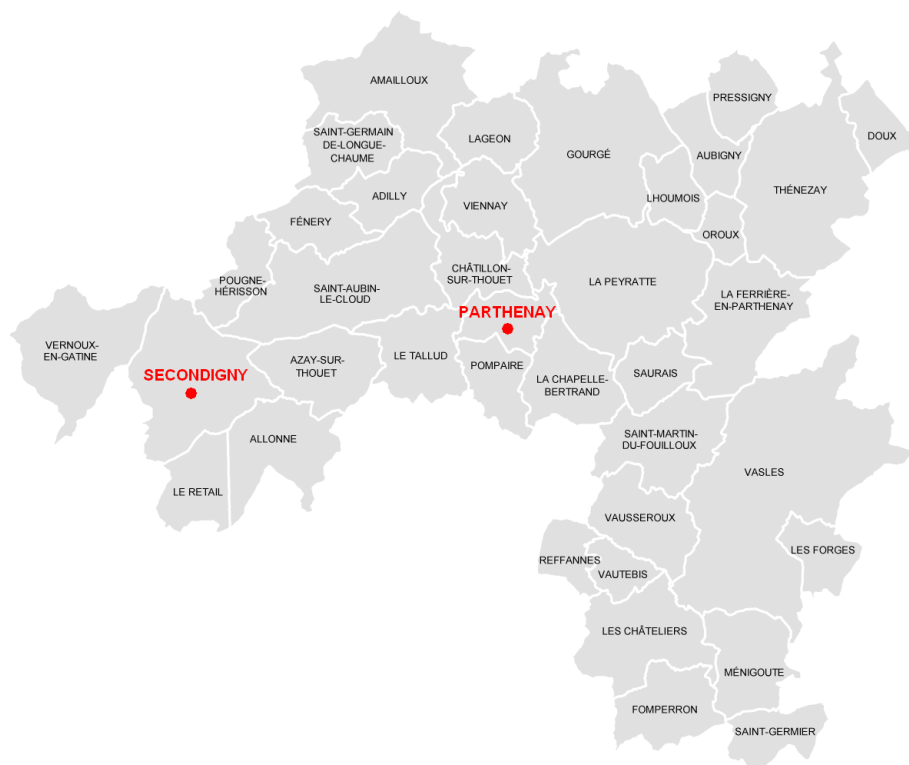 AMAILLOUX
PRESSIGNY
SAINT-GERMAIN
DE-LONGUE-
CHAUME
LAGEON
GOURGÉ
AUBIGNY
DOUX
THÉNEZAY
ADILLY
VIENNAY
LHOUMOIS
FÉNERY
OROUX
POUGNE-
HÉRISSON
SAINT-AUBIN-
LE-CLOUD
CHÂTILLON-
SUR-THOUET
LA PEYRATTE
LA FERRIÈRE-
EN-PARTHENAY
PARTHENAY
VERNOUX-
EN-GATINE
SECONDIGNY
AZAY-SUR-
THOUET
LE TALLUD
POMPAIRE
LA CHAPELLE-
BERTRAND
SAURAIS
ALLONNE
SAINT-MARTIN-
DU-FOUILLOUX
VASLES
LE RETAIL
VAUSSEROUX
LES FORGES
REFFANNES
VAUTEBIS
LES CHÂTELIERS
MÉNIGOUTE
FOMPERRON
SAINT-GERMIER